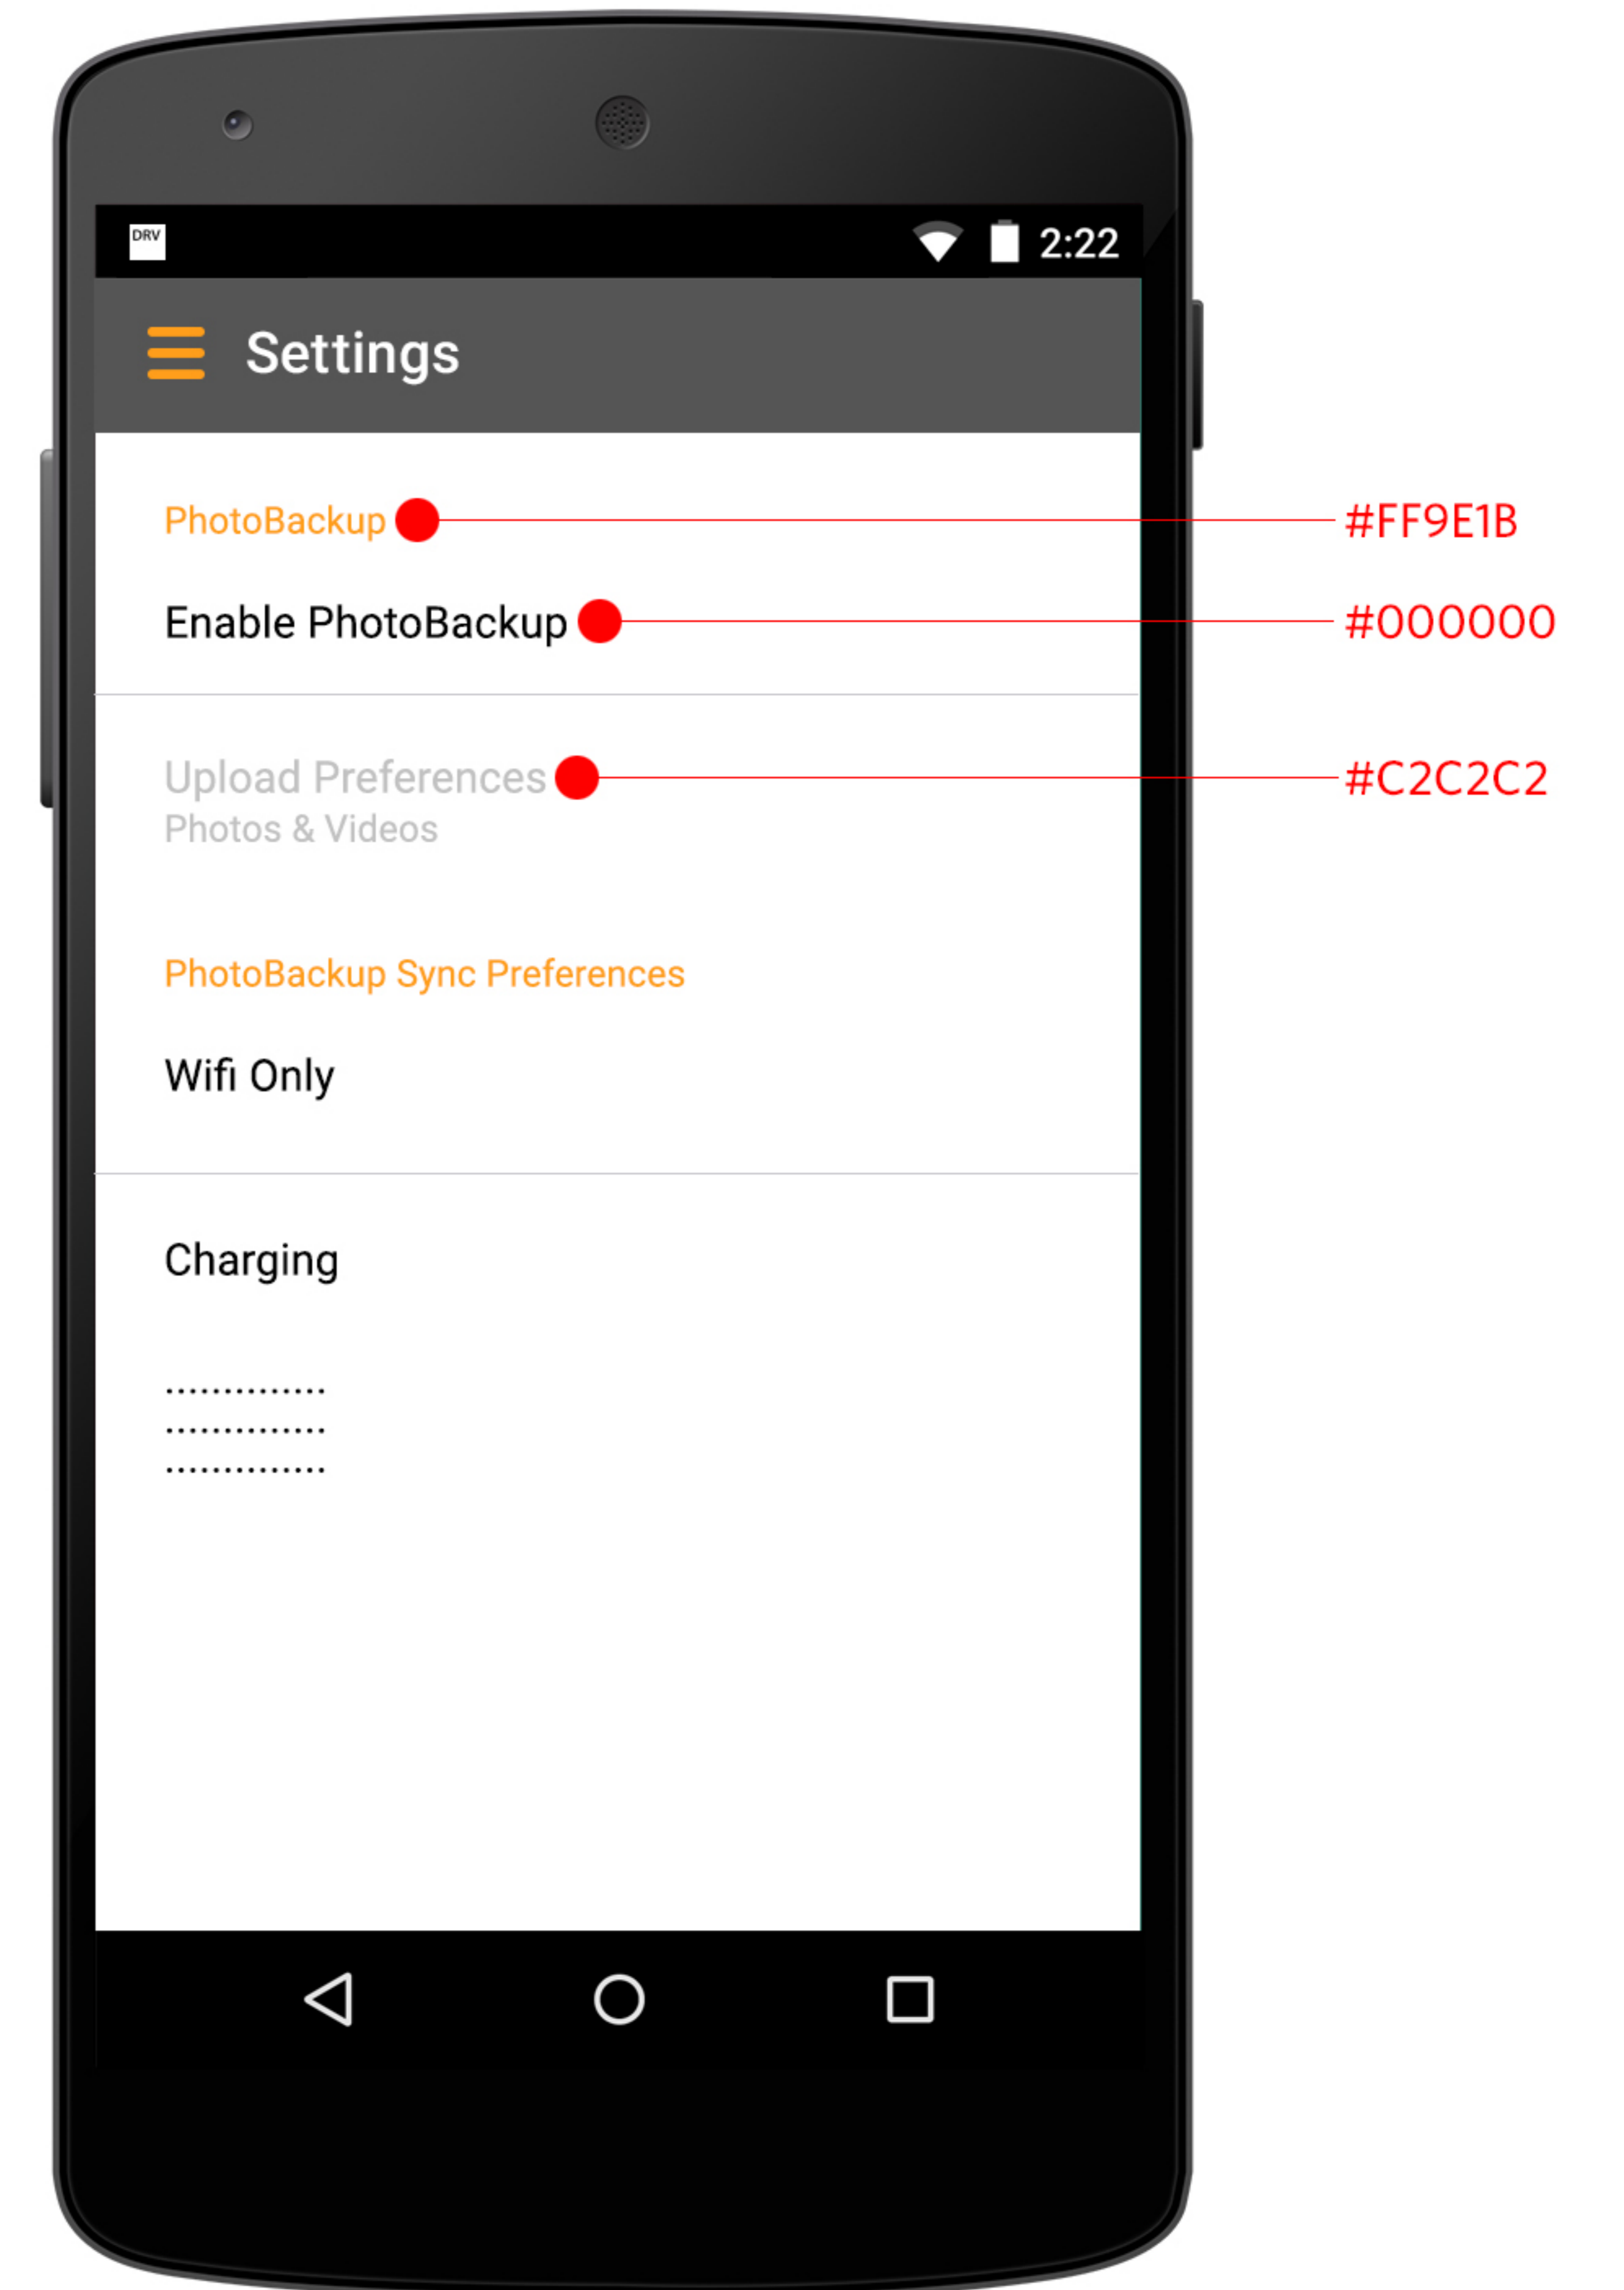 DRV 2:22
Settings
PhotoBackup #FF9E1B
Enable PhotoBackup #000000
Upload Preferences #C2C2C2
Photos & Videos
PhotoBackup Sync Preferences
Wifi Only
Charging
..............
..............
..............